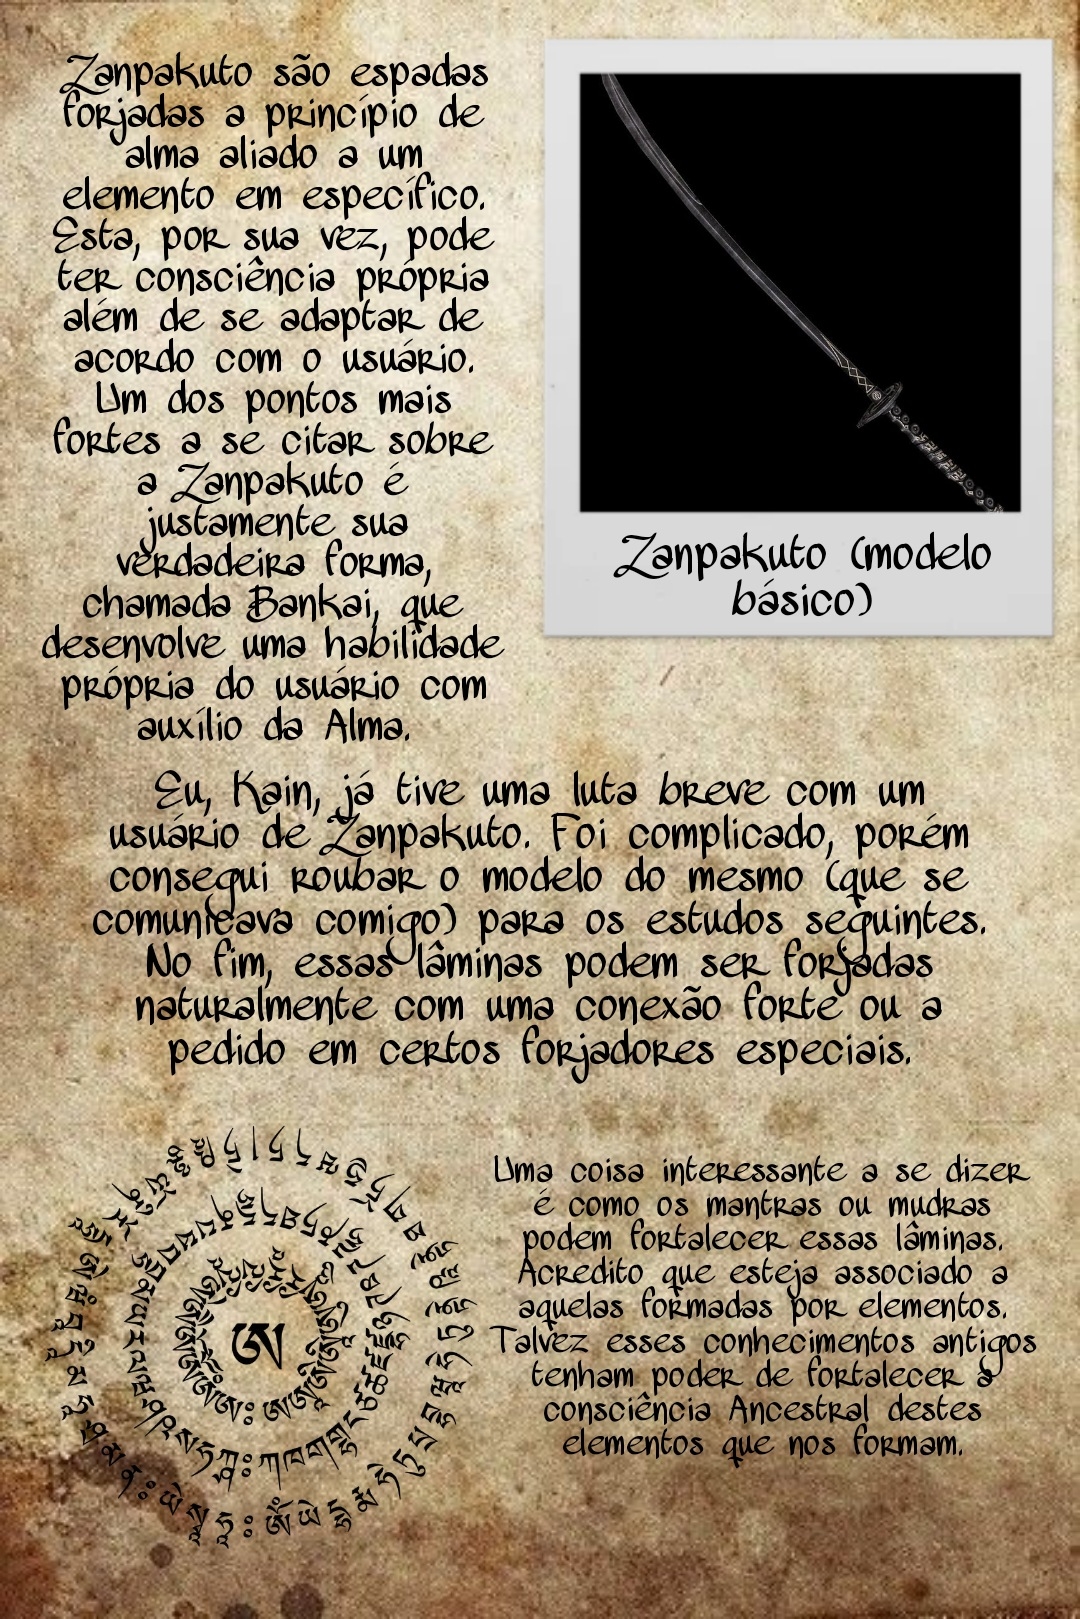 Zanpakuto são espadas
forjadas a princípio de
alma aliado a um
elemento em específico.
Esta, por sua vez, pode
ter consciência própria
além de se adaptar de
acordo com o usuário.
Um dos pontos mais
fortes a se citar sobre
a Zanpakuto é
justamente sua
verdadeira forma,
chamada Bankai, que
desenvolve uma habilidade
própria do usuário com
auxílio da Alma.
Zanpakuto (modelo
básico)
Eu, Kain, já tive uma luta breve com um
usuário de Zanpakuto. Foi complicado, porém
consegui roubar o modelo do mesmo (que se
comunicava comigo) para os estudos seguintes.
No fim, essas lâminas podem ser forjadas
naturalmente com uma conexão forte ou a
pedido em certos forjadores especiais.
ཨ
Uma coisa interessante a se dizer
é como os mantras ou mudras
podem fortalecer essas lâminas.
Acredito que esteja associado a
aquelas formadas por elementos.
Talvez esses conhecimentos antigos
tenham poder de fortalecer a
consciência Ancestral destes
elementos que nos formam.